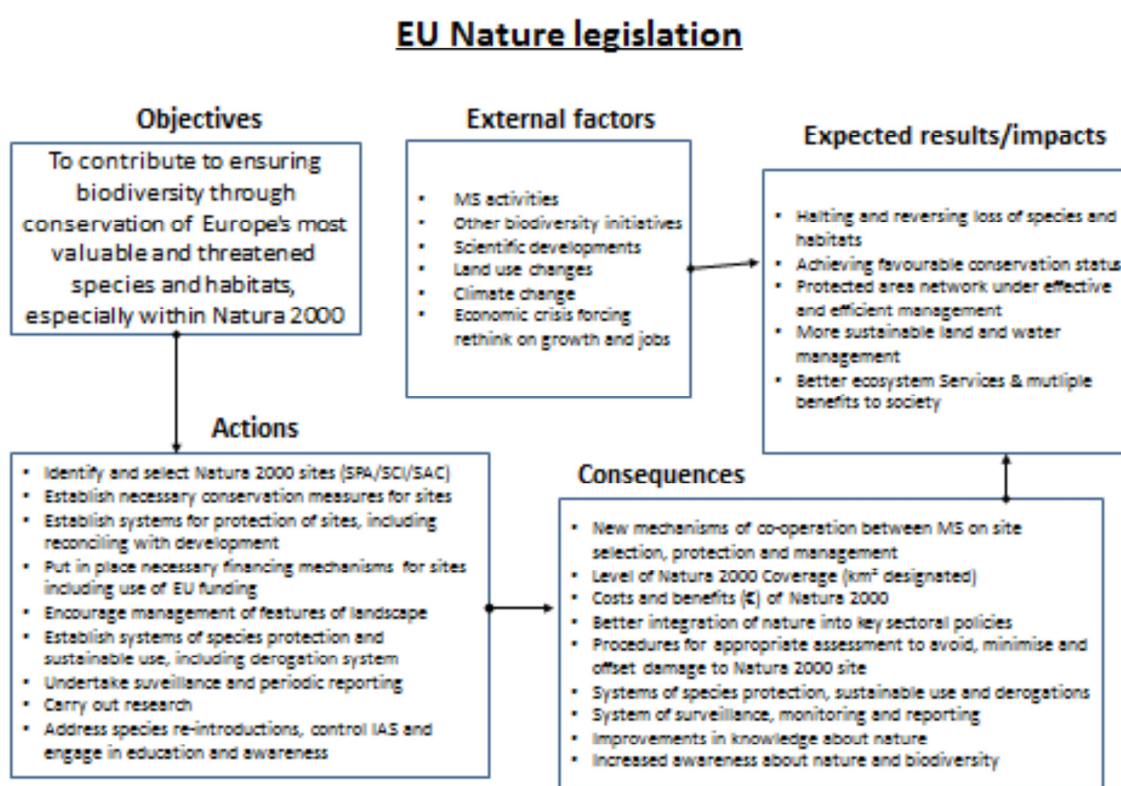 EU Nature legislation
Objectives
To contribute to ensuring
biodiversity through
conservation of Europe's most
valuable and threatened
species and habitats,
especially within Natura 2000
External factors
• MS activities
• Other biodiversity initiatives
• Scientific developments
• Land use changes
• Climate change
• Economic crisis forcing
rethink on growth and jobs
Expected results/impacts
• Halting and reversing loss of species and
habitats
• Achieving favourable conservation status
• Protected area network under effective
and efficient management
• More sustainable land and water
management
• Better ecosystem Services & mutliple
benefits to society
Actions
• Identify and select Natura 2000 sites (SPA/SCI/SAC)
• Establish necessary conservation measures for sites
• Establish systems for protection of sites, including
reconciling with development
• Put in place necessary financing mechanisms for sites
including use of EU funding
• Encourage management of features of landscape
• Establish systems of species protection and
sustainable use, including derogation system
• Undertake suveillance and periodic reporting
• Carry out research
• Address species re-introductions, control IAS and
engage in education and awareness
Consequences
• New mechanisms of co-operation between MS on site
selection, protection and management
• Level of Natura 2000 Coverage (km² designated)
• Costs and benefits (€) of Natura 2000
• Better integration of nature into key sectoral policies
• Procedures for appropriate assessment to avoid, minimise and
offset damage to Natura 2000 site
• Systems of species protection, sustainable use and derogations
• System of surveillance, monitoring and reporting
• Improvements in knowledge about nature
• Increased awareness about nature and biodiversity